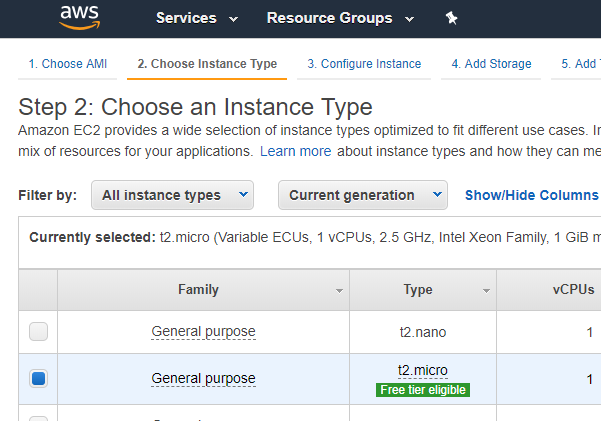 aws Services Resource Groups
1. Choose AMI 2. Choose Instance Type 3. Configure Instance 4. Add Storage 5. Add
Step 2: Choose an Instance Type
Amazon EC2 provides a wide selection of instance types optimized to fit different use cases.
mix of resources for your applications. Learn more about instance types and how they can
Filter by: All instance types Current generation Show/Hide Columns
Currently selected: t2.micro (Variable ECUs, 1 vCPUs, 2.5 GHz, Intel Xeon Family, 1 GiB
Family Type vCPUs
General purpose t2.nano 1
General purpose t2.micro 1
Free tier eligible